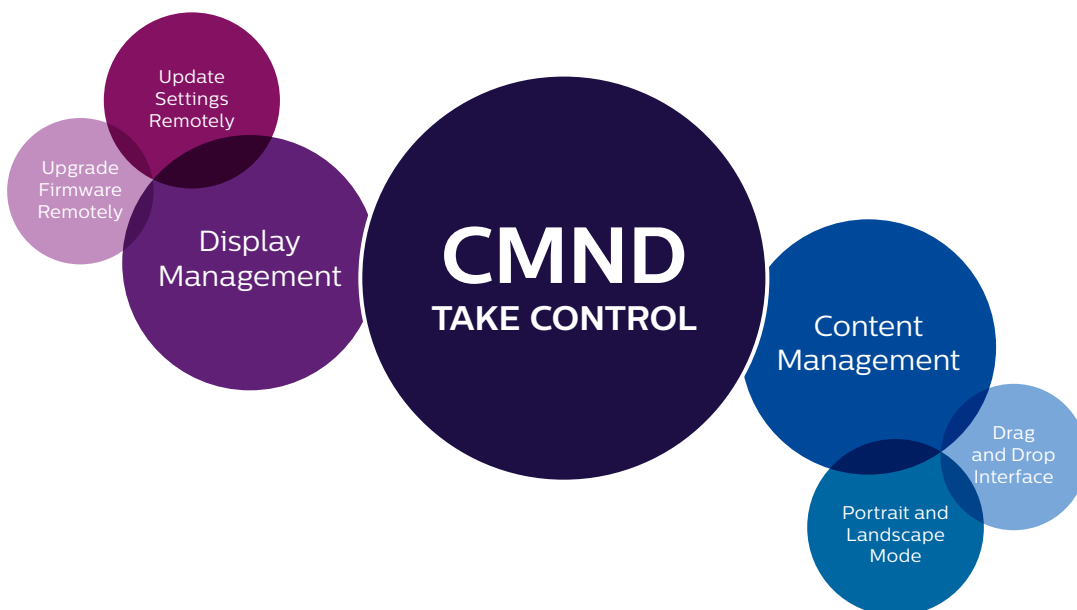 Update
Settings
Remotely
Upgrade
Firmware
Remotely
Display
Management
CMND
TAKE CONTROL
Content
Management
Drag
and Drop
Interface
Portrait and
Landscape
Mode